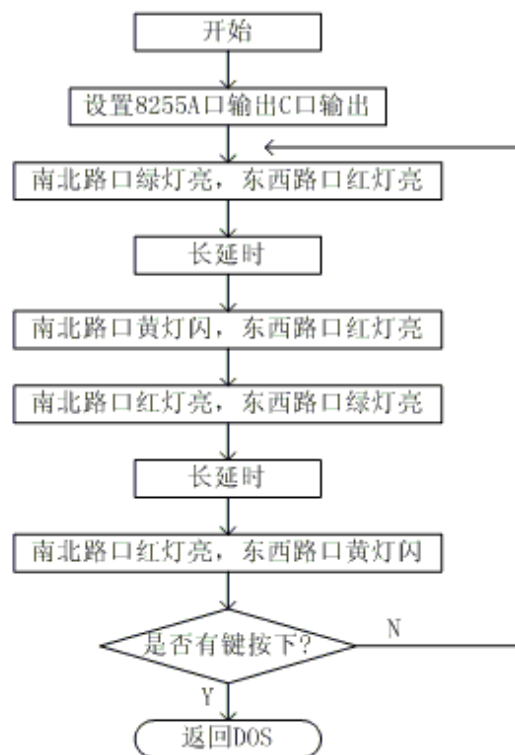 开始
设置8255A口输出C口输出
南北路口绿灯亮，东西路口红灯亮
长延时
南北路口黄灯闪，东西路口红灯亮
南北路口红灯亮，东西路口绿灯亮
长延时
南北路口红灯亮，东西路口黄灯闪
是否有键按下?
N
Y
返回DOS